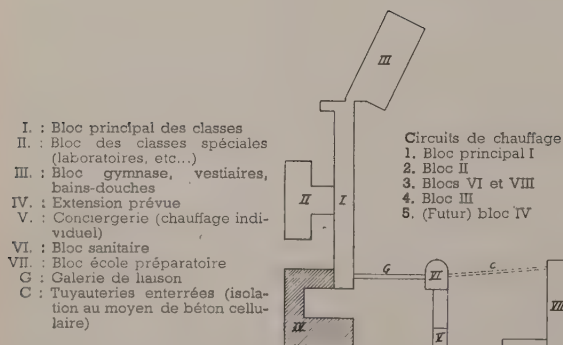 I. : Bloc principal des classes
II. : Bloc des classes spéciales
(laboratoires, etc...)
III. : Bloc gymnase, vestiaires,
bains-douches
IV. : Extension prévue
V. : Conciergerie (chauffage indi-
viduel)
VI. : Bloc sanitaire
VII. : Bloc école préparatoire
G : Galerie de liaison
C : Tuyauteries enterrées (isola-
tion au moyen de béton cellu-
laire)
Circuits de chauffage
1. Bloc principal I
2. Bloc II
3. Blocs VI et VIII
4. Bloc III
5. (Futur) bloc IV
III
II
I
G
VI
C
VII
IV
V